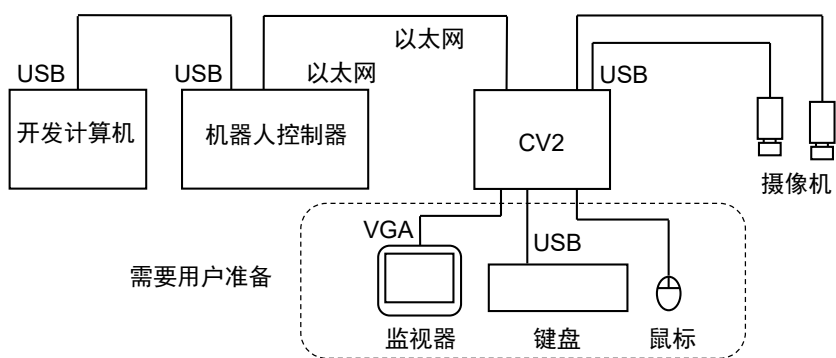 以太网
USB
USB
以太网
USB
开发计算机
机器人控制器
CV2
摄像机
VGA
USB
需要用户准备
监视器
键盘
鼠标